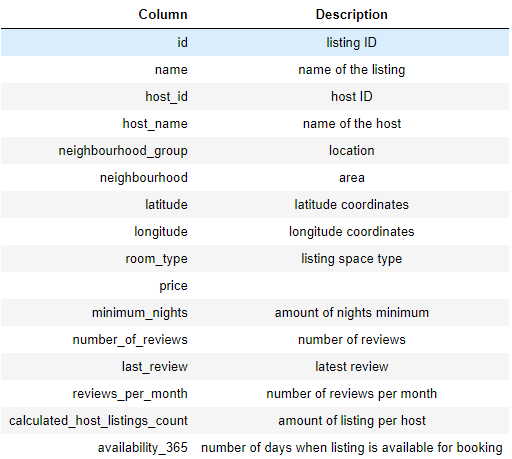 Column Description
id listing ID
name name of the listing
host_id host ID
host_name name of the host
neighbourhood_group location
neighbourhood area
latitude latitude coordinates
longitude longitude coordinates
room_type listing space type
price
minimum_nights amount of nights minimum
number_of_reviews number of reviews
last_review latest review
reviews_per_month number of reviews per month
calculated_host_listings_count amount of listing per host
availability_365 number of days when listing is available for booking